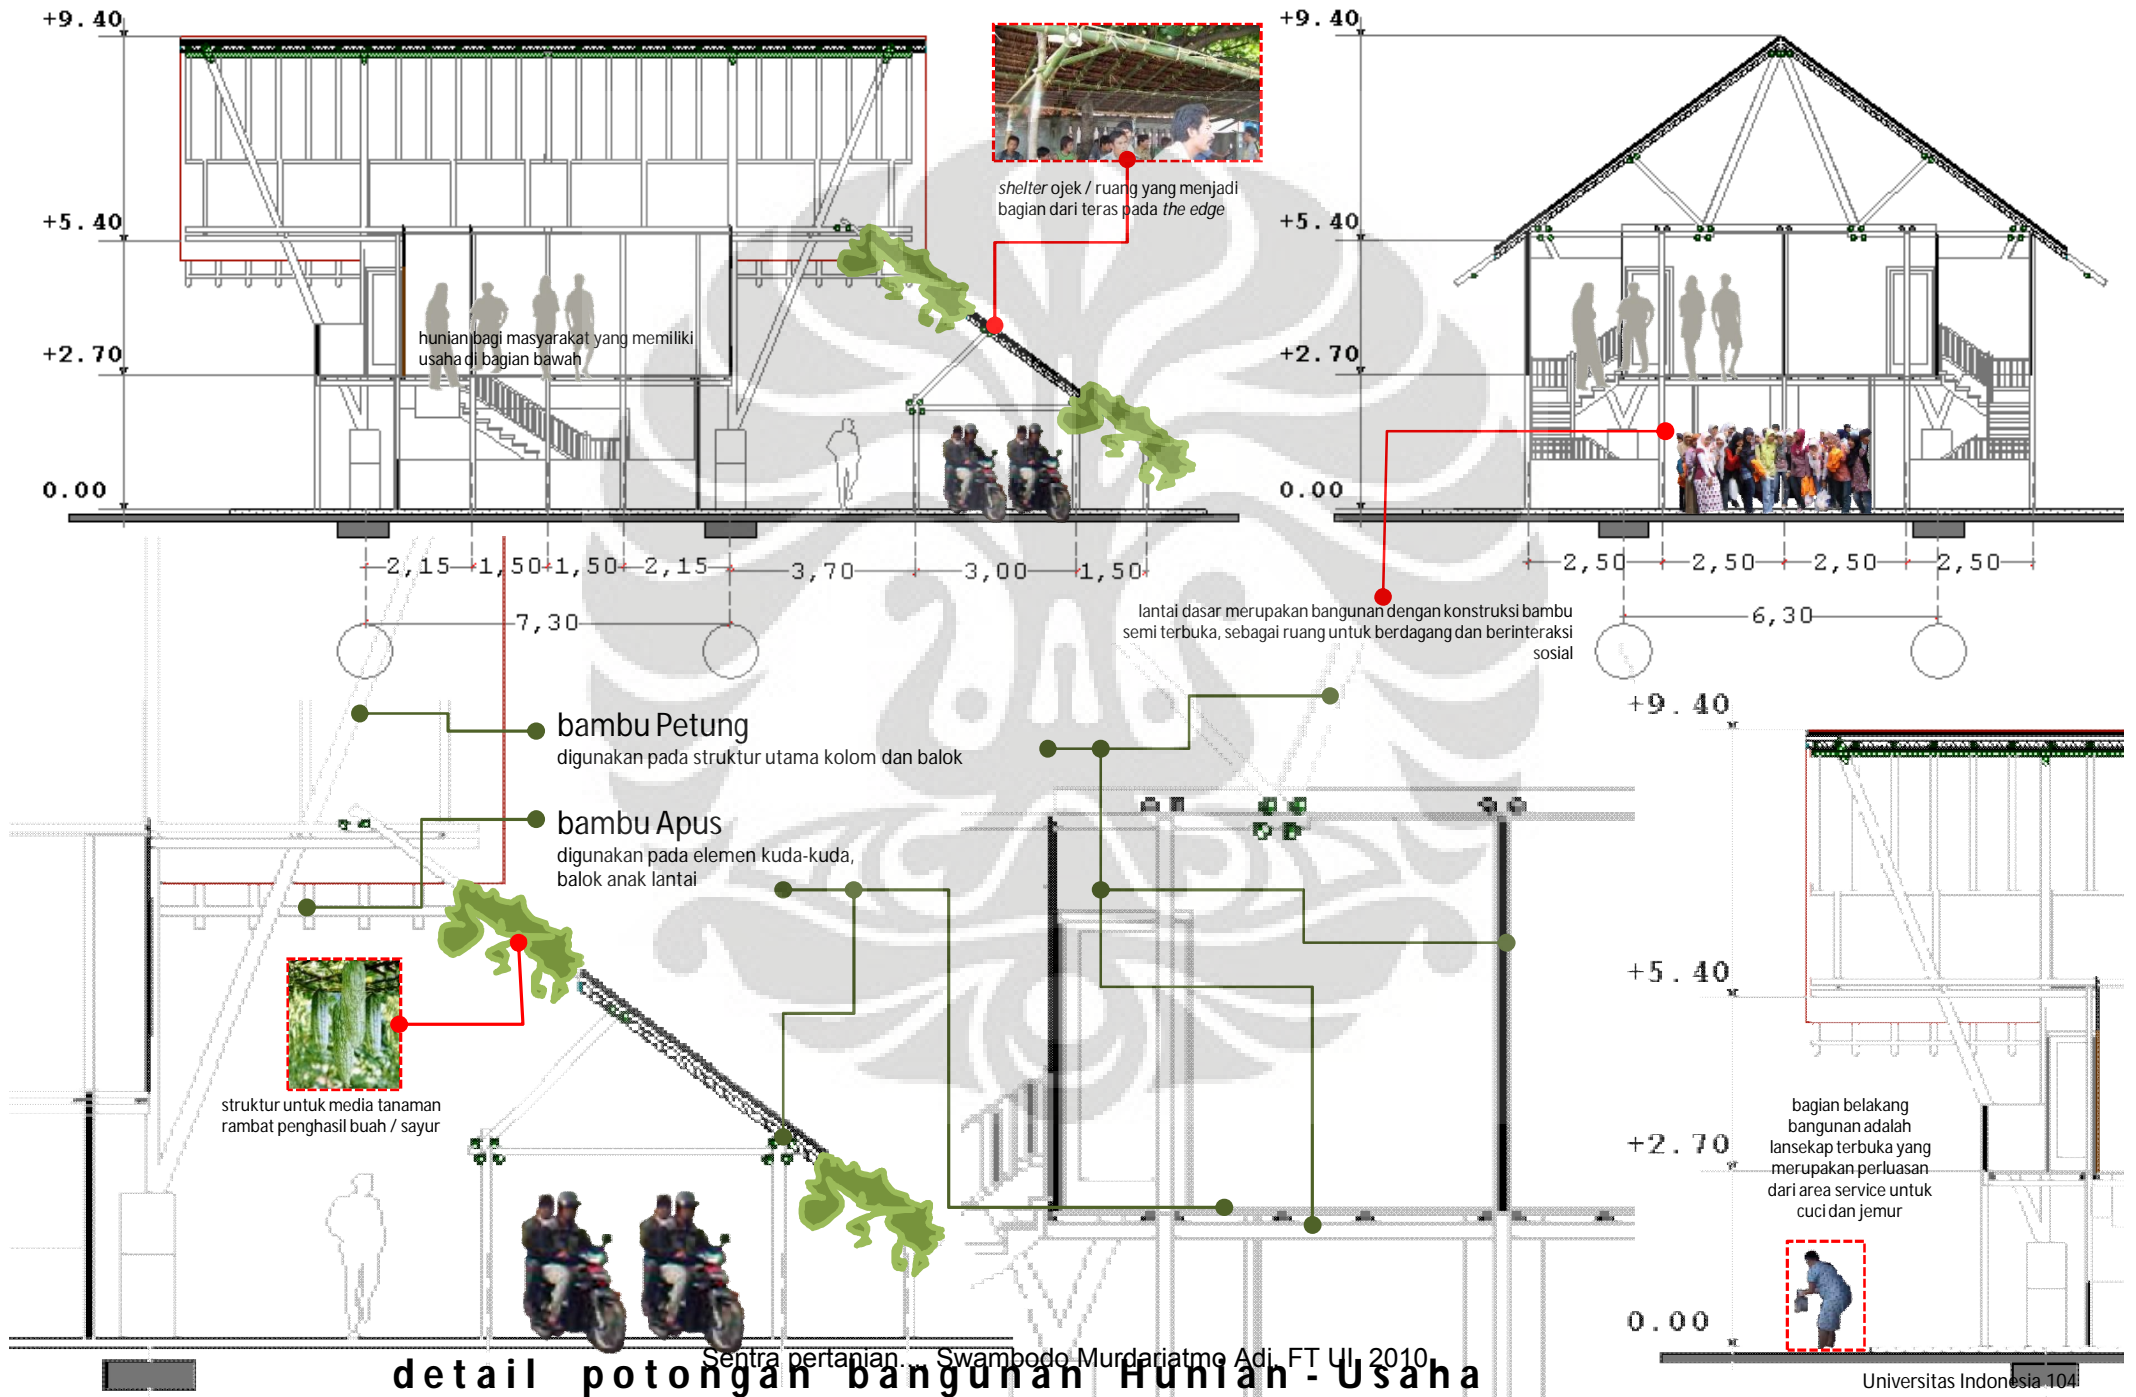 +9.40
+5.40
+2.70
0.00
hunian bagi masyarakat yang memiliki
usaha di bagian bawah
2,15
1,50
1,50
2,15
3,70
3,00
1,50
7,30
shelter ojek / ruang yang menjadi
bagian dari teras pada the edge
+9.40
+5.40
+2.70
0.00
2,50
2,50
2,50
2,50
6,30
lantai dasar merupakan bangunan dengan konstruksi bambu
semi terbuka, sebagai ruang untuk berdagang dan berinteraksi
sosial
bambu Petung
digunakan pada struktur utama kolom dan balok
bambu Apus
digunakan pada elemen kuda-kuda,
balok anak lantai
struktur untuk media tanaman
rambat penghasil buah / sayur
+9.40
+5.40
+2.70
0.00
bagian belakang
bangunan adalah
lansekap terbuka yang
merupakan perluasan
dari area service untuk
cuci dan jemur
Sentra pertanian..., Swambodo Murdariatmo Adi, FT UI, 2010
detail potongan bangunan Hunian-Usaha
Universitas Indonesia 104